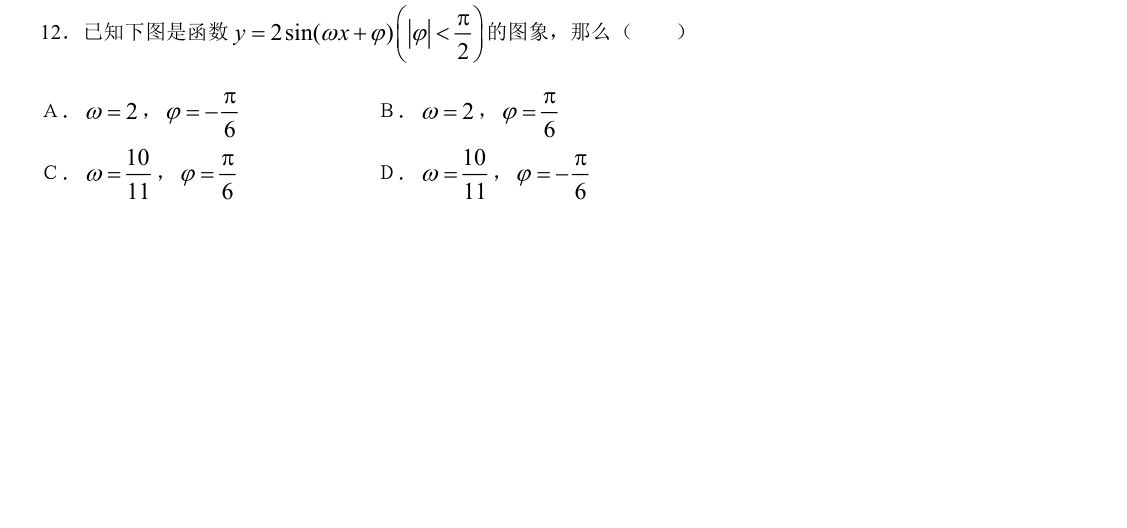 12. 已知下图是函数 y = 2sin(ωx + φ)(|φ| < π/2) 的图象，那么（　　）
A. ω = 2，φ = −π/6　　B. ω = 2，φ = π/6
C. ω = 10/11，φ = π/6　　D. ω = 10/11，φ = −π/6